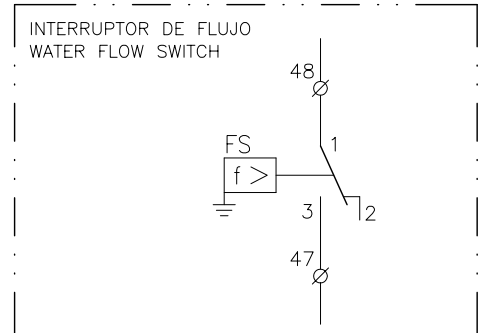 INTERRUPTOR DE FLUJO
WATER FLOW SWITCH
48
1
FS
f >
3
2
47